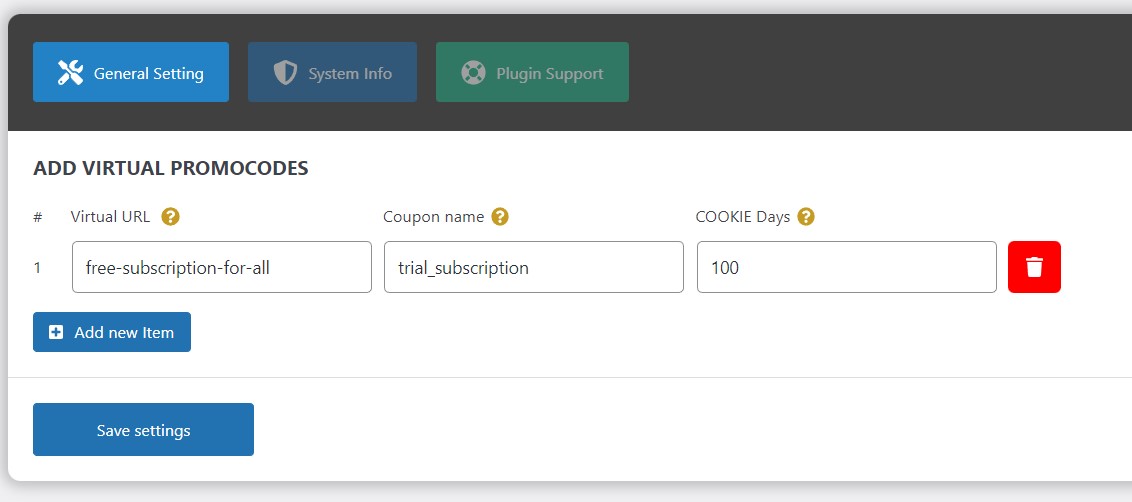 General Setting System Info Plugin Support
ADD VIRTUAL PROMOCODES
# Virtual URL ? Coupon name ? COOKIE Days ?
1 free-subscription-for-all trial_subscription 100
Add new Item
Save settings